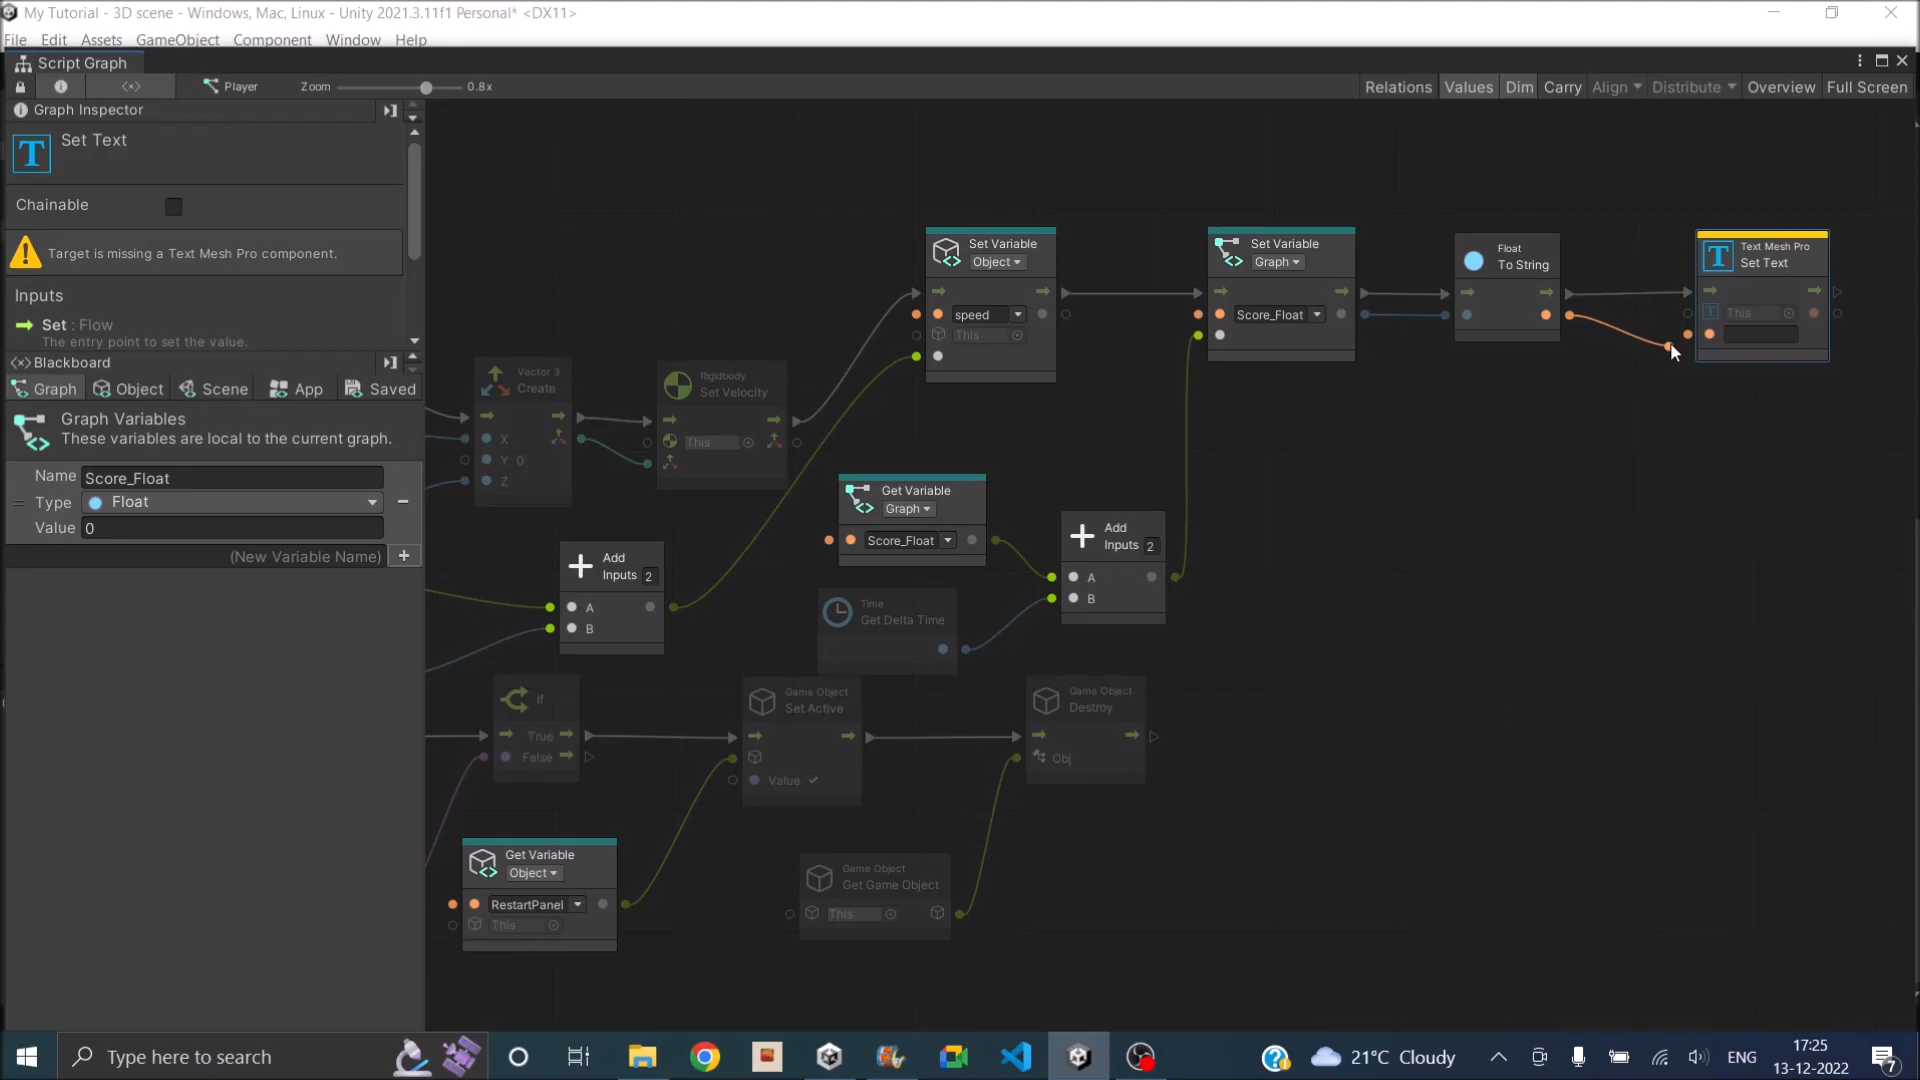 My Tutorial - 3D scene - Windows, Mac, Linux - Unity 2021.3.11f1 Personal* <DX11>
File Edit Assets GameObject Component Window Help
Script Graph
Player Zoom 0.8x Relations Values Dim Carry Align Distribute Overview Full Screen
Graph Inspector
Set Text
Chainable
Target is missing a Text Mesh Pro component.
Inputs
Set : Flow
The entry point to set the value.
Blackboard
Graph Object Scene App Saved
Graph Variables
These variables are local to the current graph.
Name Score_Float
Type Float
Value 0
(New Variable Name) +
Set Variable
Object
speed
This
Set Variable
Graph
Score_Float
Float
To String
Text Mesh Pro
Set Text
This
Vector 3
Create
X
Y 0
Z
Rigidbody
Set Velocity
This
Get Variable
Graph
Score_Float
Add
Inputs 2
A
B
Add
Inputs 2
A
B
Time
Get Delta Time
If
True
False
Game Object
Set Active
Value
Game Object
Destroy
Obj
Get Variable
Object
RestartPanel
This
Game Object
Get Game Object
This
Type here to search
21°C Cloudy
ENG
17:25
13-12-2022
7